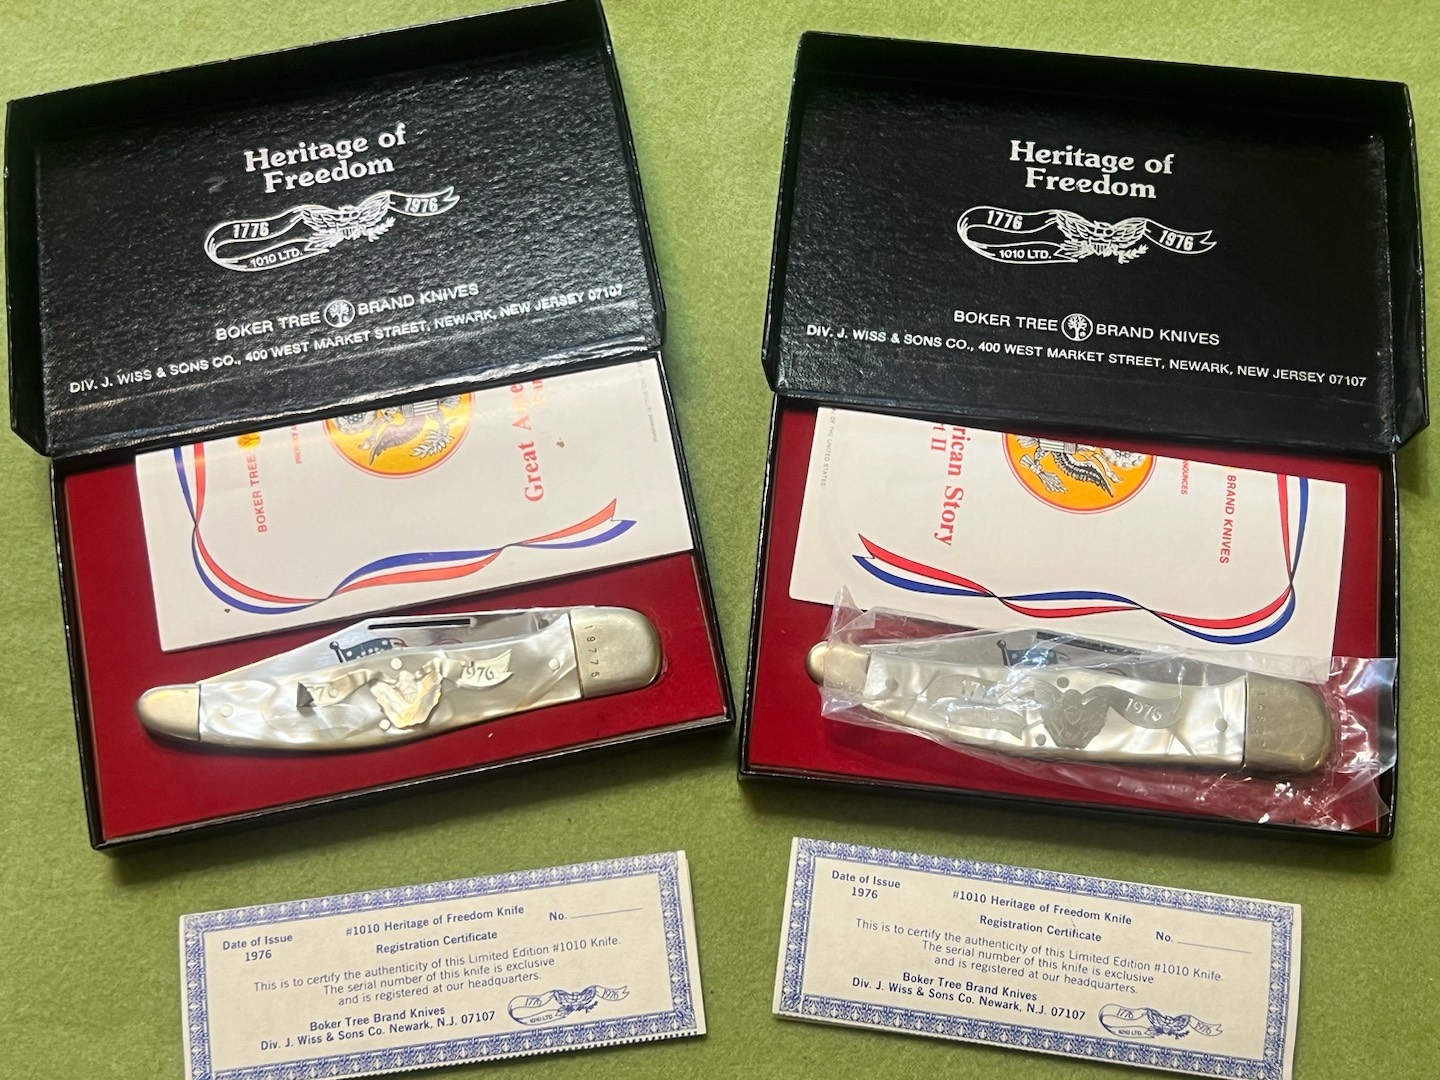 Heritage of
Freedom
1776
1976
1010 LTD.
BOKER TREE BRAND KNIVES
DIV. J. WISS & SONS CO., 400 WEST MARKET STREET, NEWARK, NEW JERSEY 07107
BOKER TREE
Great Ame
1976
18775
Date of Issue
1976
#1010 Heritage of Freedom Knife
No.
Registration Certificate
This is to certify the authenticity of this Limited Edition #1010 Knife.
The serial number of this knife is exclusive
and is registered at our headquarters.
Boker Tree Brand Knives
Div. J. Wiss & Sons Co. Newark, N.J. 07107
1776
1976
1010 LTD.
Heritage of
Freedom
1776
1976
1010 LTD.
BOKER TREE BRAND KNIVES
DIV. J. WISS & SONS CO., 400 WEST MARKET STREET, NEWARK, NEW JERSEY 07107
OF THE UNITED STATES
rican Story
t II
NOUNCES
BRAND KNIVES
1976
Date of Issue
1976
#1010 Heritage of Freedom Knife
Registration Certificate
No.
This is to certify the authenticity of this Limited Edition #1010 Knife.
The serial number of this knife is exclusive
and is registered at our headquarters.
Boker Tree Brand Knives
Div. J. Wiss & Sons Co. Newark, N.J. 07107
1776
1976
1010 LTD.